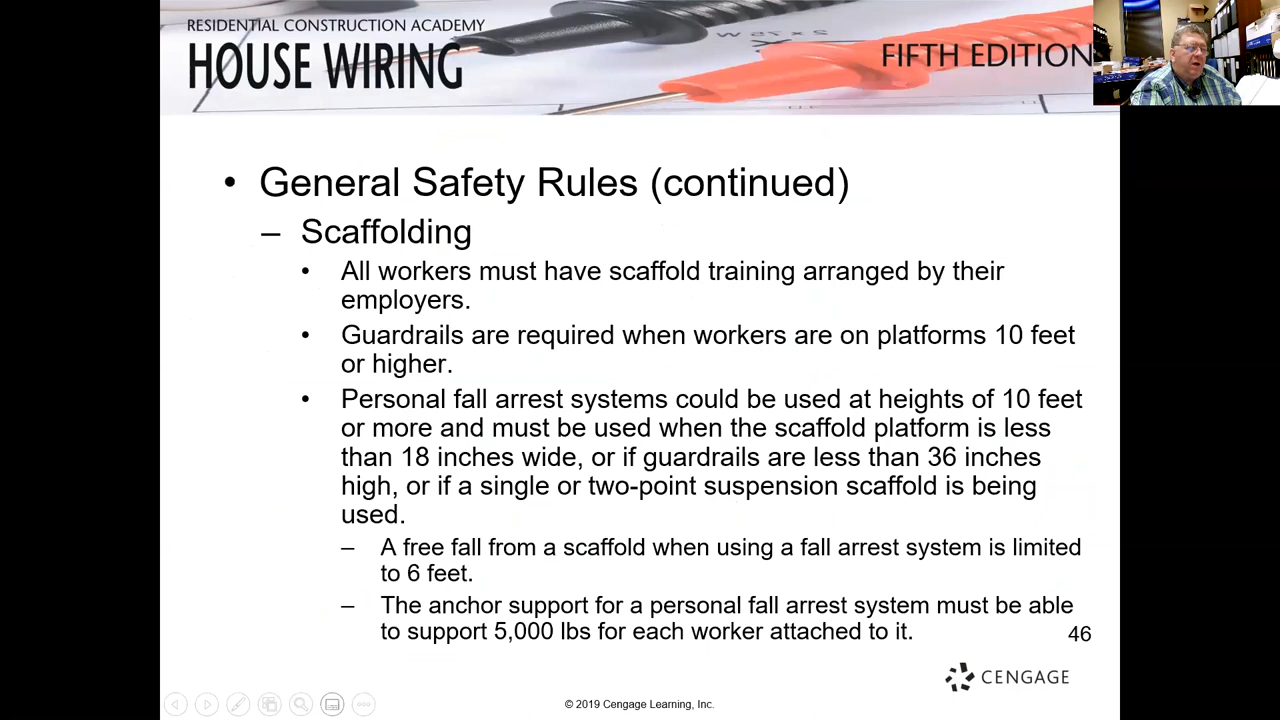 RESIDENTIAL CONSTRUCTION ACADEMY
HOUSE WIRING
FIFTH EDITION
• General Safety Rules (continued)
– Scaffolding
• All workers must have scaffold training arranged by their
employers.
• Guardrails are required when workers are on platforms 10 feet
or higher.
• Personal fall arrest systems could be used at heights of 10 feet
or more and must be used when the scaffold platform is less
than 18 inches wide, or if guardrails are less than 36 inches
high, or if a single or two-point suspension scaffold is being
used.
– A free fall from a scaffold when using a fall arrest system is limited
to 6 feet.
– The anchor support for a personal fall arrest system must be able
to support 5,000 lbs for each worker attached to it.
46
CENGAGE
© 2019 Cengage Learning, Inc.